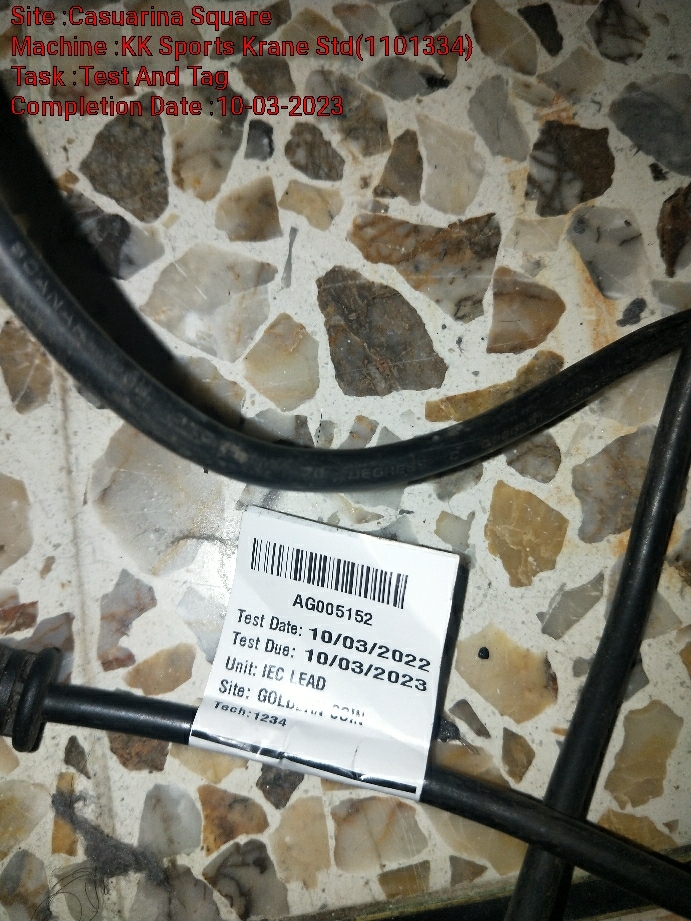 Site :Casuarina Square
Machine :KK Sports Krane Std(1101334)
Task :Test And Tag
Completion Date :10-03-2023
AG005152
Test Date: 10/03/2022
Test Due: 10/03/2023
Unit: IEC LEAD
Site:
Tech:1234